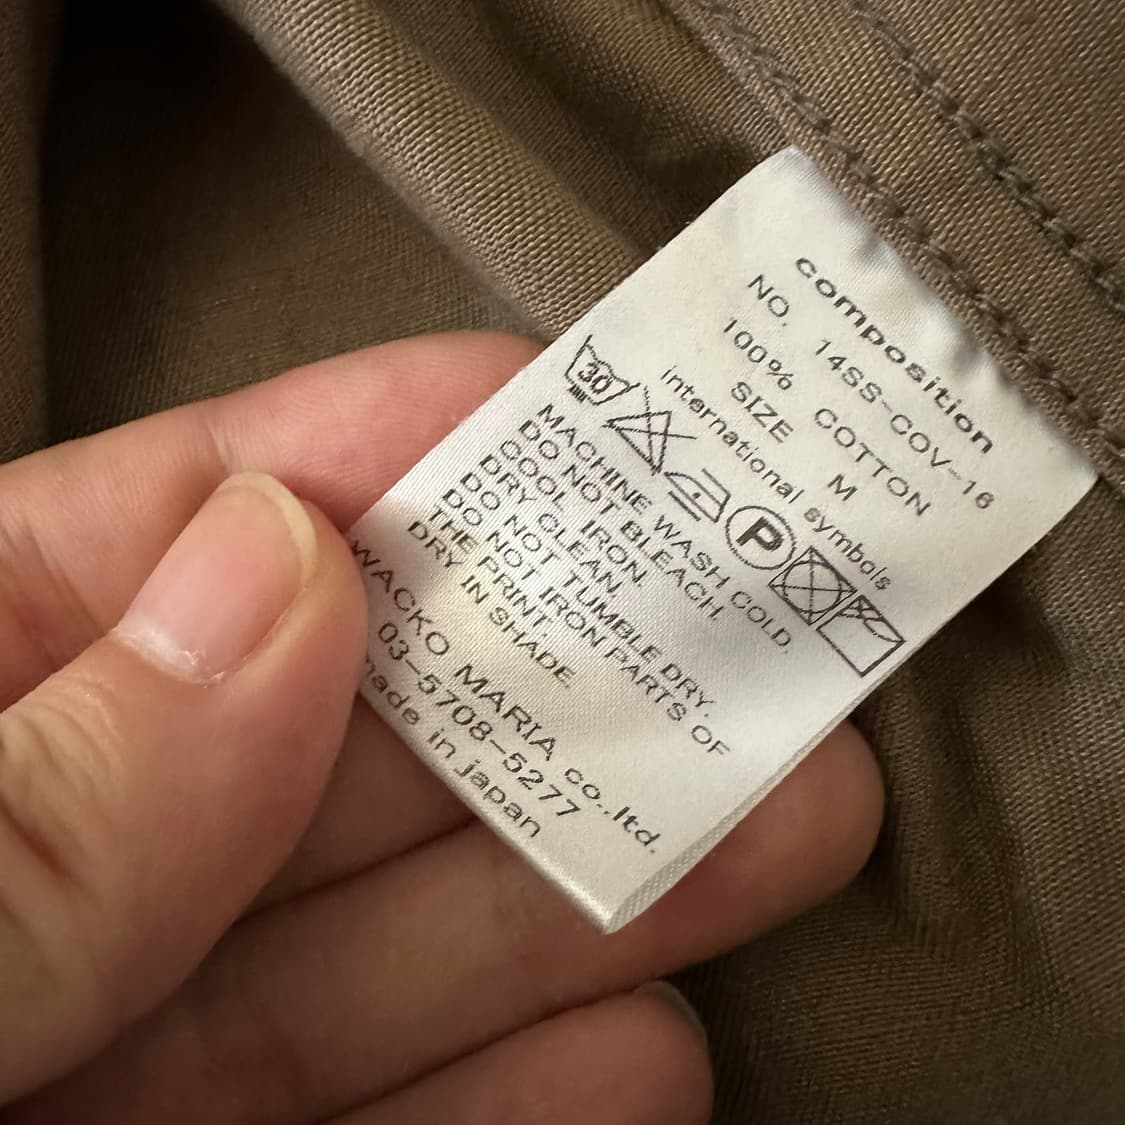 composition
NO. 14SS-COV-16
100% COTTON
SIZE M
international symbols
30
P
MACHINE WASH COLD.
DO NOT BLEACH.
COOL IRON
DRY CLEAN
DO NOT TUMBLE DRY.
DO NOT IRON PARTS OF
THE PRINT.
DRY IN SHADE.
WACKO MARIA co.,ltd.
03-5708-5277
made in japan